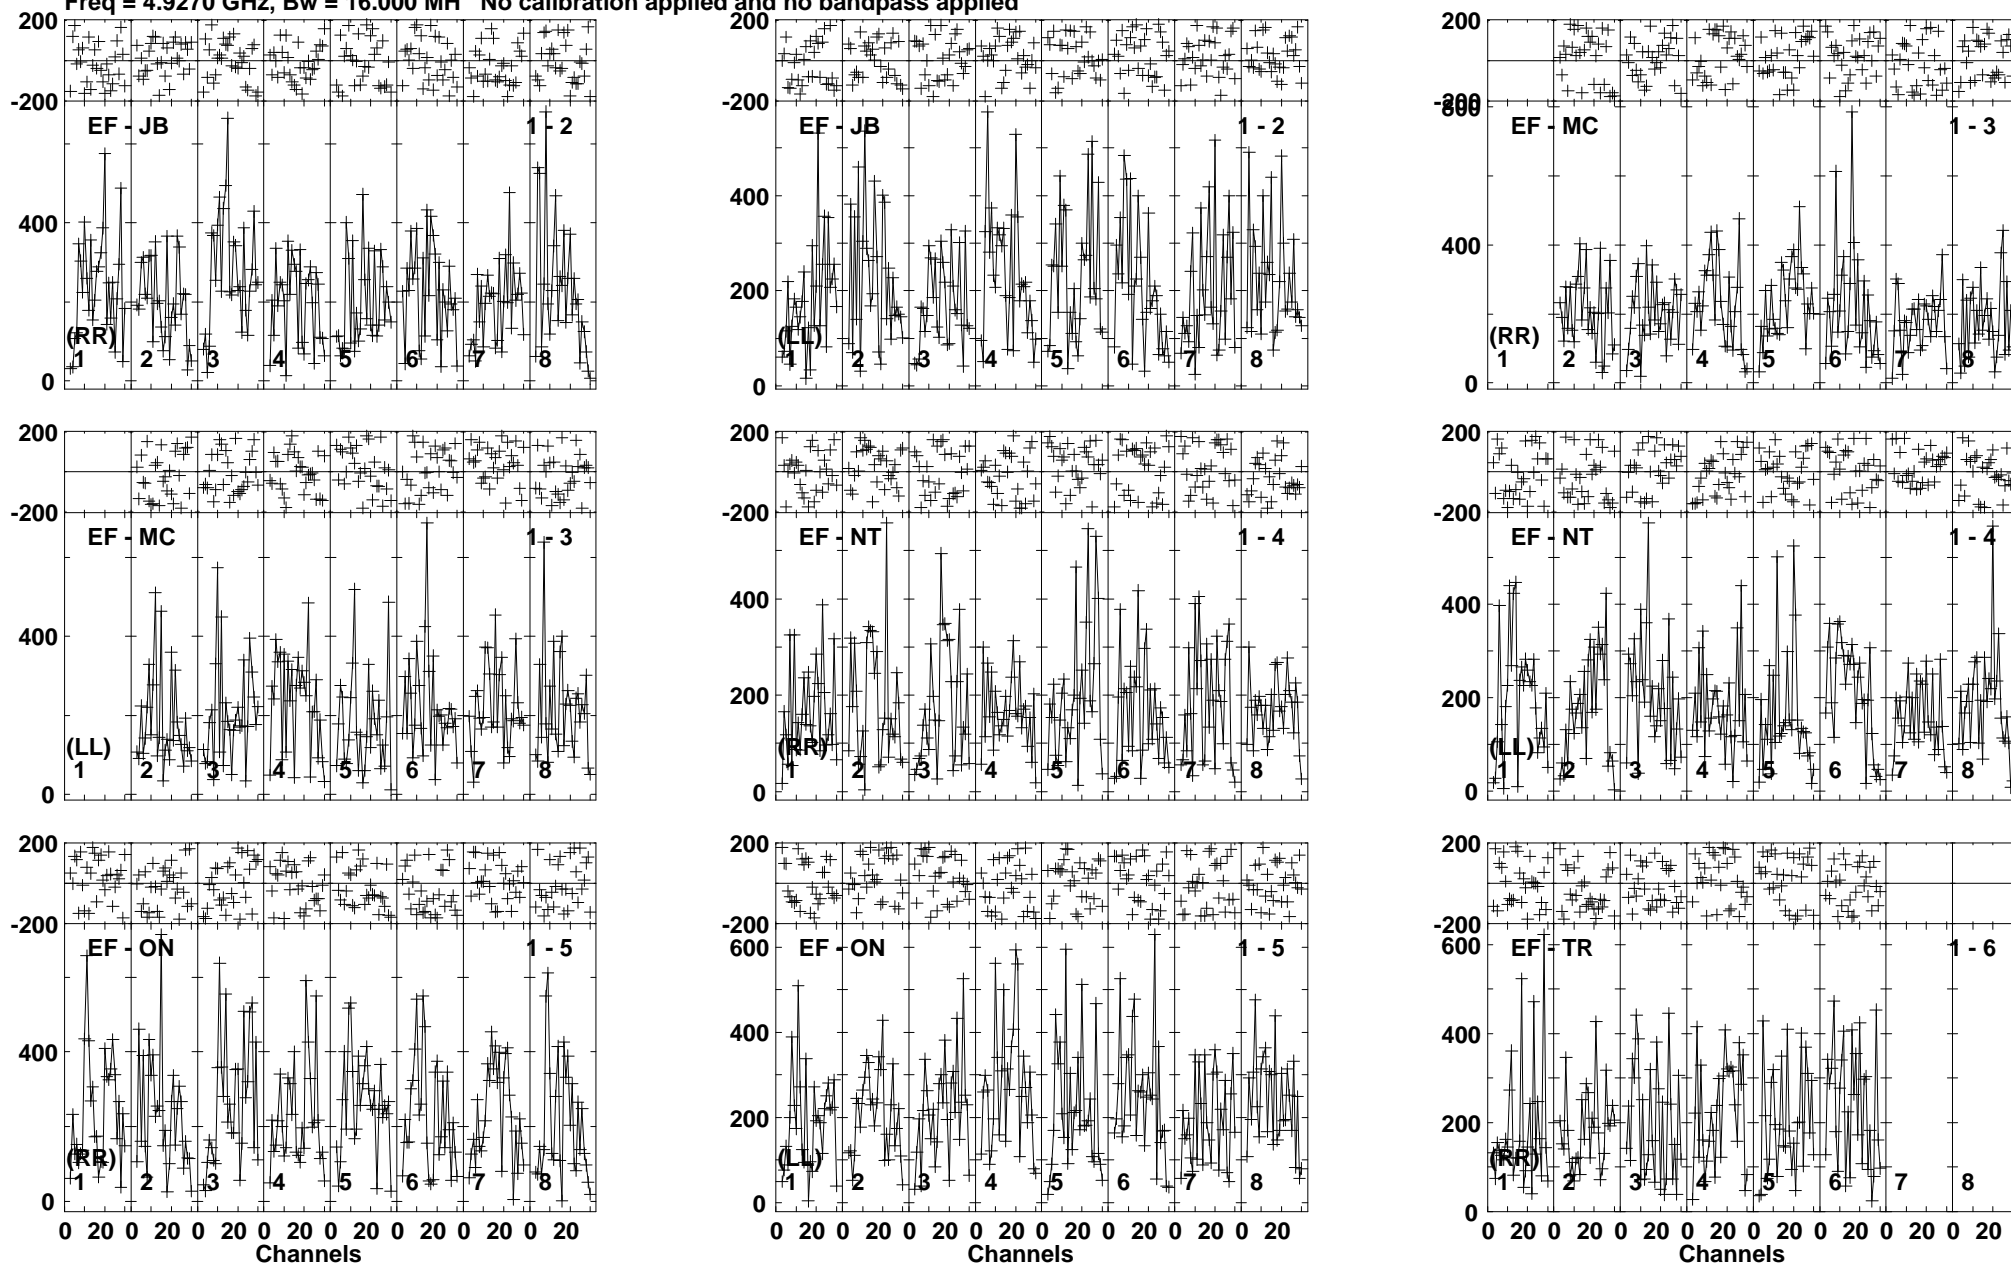 Freq = 4.9270 GHz, Bw = 16.000 MH No calibration applied and no bandpass applied
200 200 200
-200 -200 -200
800
EF - JB 1 - 2 EF - JB 1 - 2 EF - MC 1 - 3
400 400 400
200
(RR) (LL) (RR)
1 2 3 4 5 6 7 8 1 2 3 4 5 6 7 8 1 2 3 4 5 6 7 8
0 0 0
200 200 200
-200 -200 -200
EF - MC 1 - 3 EF - NT 1 - 4 EF - NT 1 - 4
400 400 400
200 200
(LL) (RR) (LL)
1 2 3 4 5 6 7 8 1 2 3 4 5 6 7 8 1 2 3 4 5 6 7 8
0 0 0
200 200 200
-200 -200 -200
EF - ON 1 - 5 EF - ON 1 - 5 EF - TR 1 - 6
600 600
400 400 400
200 200
(RR) (LL) (RR)
1 2 3 4 5 6 7 8 1 2 3 4 5 6 7 8 1 2 3 4 5 6 7 8
0 0 0
0 20 0 20 0 20 0 20 0 20 0 20 0 20 0 20 0 20 0 20 0 20 0 20 0 20 0 20 0 20 0 20 0 20 0 20 0 20 0 20 0 20 0 20 0 20 0 20
Channels Channels Channels